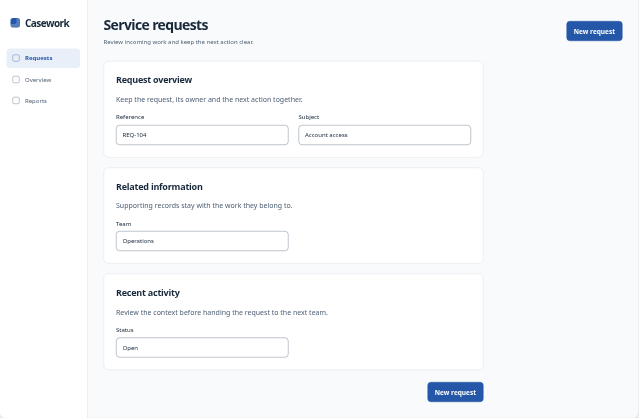 Casework
Requests
Overview
Reports
Service requests
Review incoming work and keep the next action clear.
New request
Request overview
Keep the request, its owner and the next action together.
Reference
Subject
REQ-104
Account access
Related information
Supporting records stay with the work they belong to.
Team
Operations
Recent activity
Review the context before handing the request to the next team.
Status
Open
New request